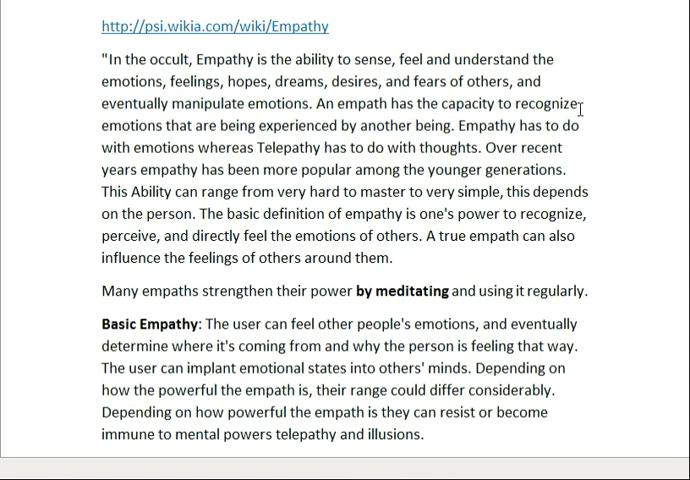 http://psi.wikia.com/wiki/Empathy
"In the occult, Empathy is the ability to sense, feel and understand the
emotions, feelings, hopes, dreams, desires, and fears of others, and
eventually manipulate emotions. An empath has the capacity to recognize
emotions that are being experienced by another being. Empathy has to do
with emotions whereas Telepathy has to do with thoughts. Over recent
years empathy has been more popular among the younger generations.
This Ability can range from very hard to master to very simple, this depends
on the person. The basic definition of empathy is one's power to recognize,
perceive, and directly feel the emotions of others. A true empath can also
influence the feelings of others around them.
Many empaths strengthen their power by meditating and using it regularly.
Basic Empathy: The user can feel other people's emotions, and eventually
determine where it's coming from and why the person is feeling that way.
The user can implant emotional states into others' minds. Depending on
how the powerful the empath is, their range could differ considerably.
Depending on how powerful the empath is they can resist or become
immune to mental powers telepathy and illusions.